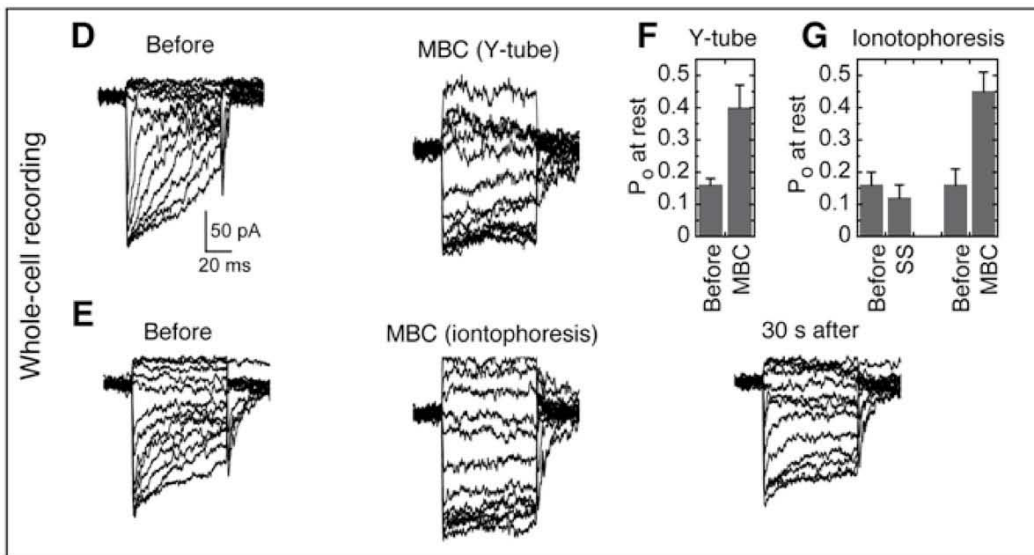 Whole-cell recording
D
Before
MBC (Y-tube)
50 pA
20 ms
F
Y-tube
Po at rest
0.5
0.4
0.3
0.2
0.1
0
Before
MBC
G
Ionotophoresis
Po at rest
0.5
0.4
0.3
0.2
0.1
0
Before
SS
Before
MBC
E
Before
MBC (iontophoresis)
30 s after